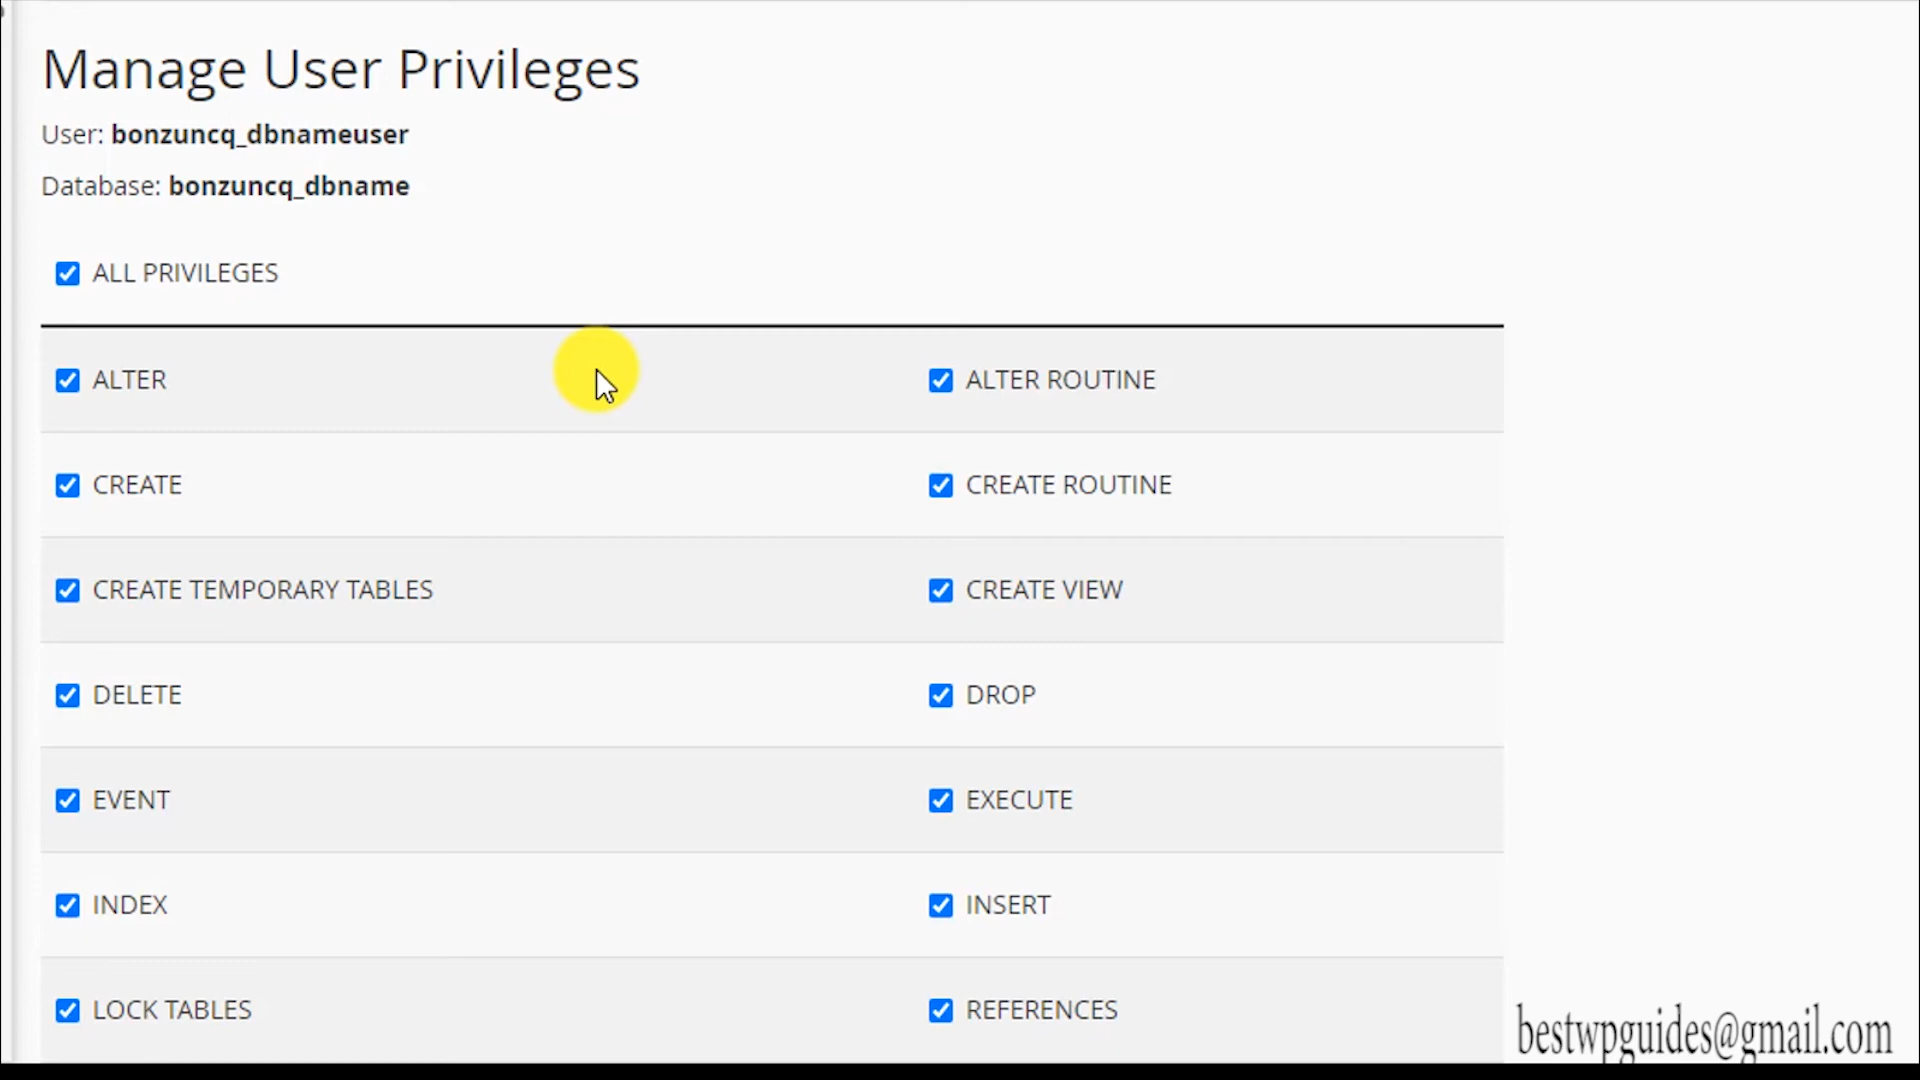 Manage User Privileges
User: bonzuncq_dbnameuser
Database: bonzuncq_dbname
ALL PRIVILEGES
ALTER
ALTER ROUTINE
CREATE
CREATE ROUTINE
CREATE TEMPORARY TABLES
CREATE VIEW
DELETE
DROP
EVENT
EXECUTE
INDEX
INSERT
LOCK TABLES
REFERENCES
bestwpguides@gmail.com